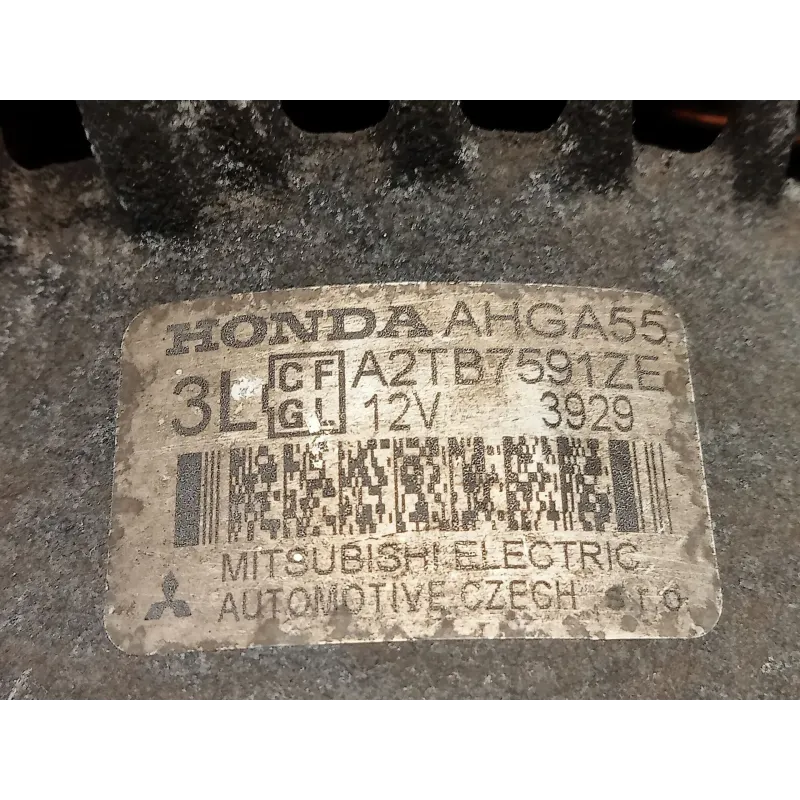 HONDA AHGA55
3L CF A2TB7591ZE
GL 12V 3929
MITSUBISHI ELECTRIC
AUTOMOTIVE CZECH s.r.o